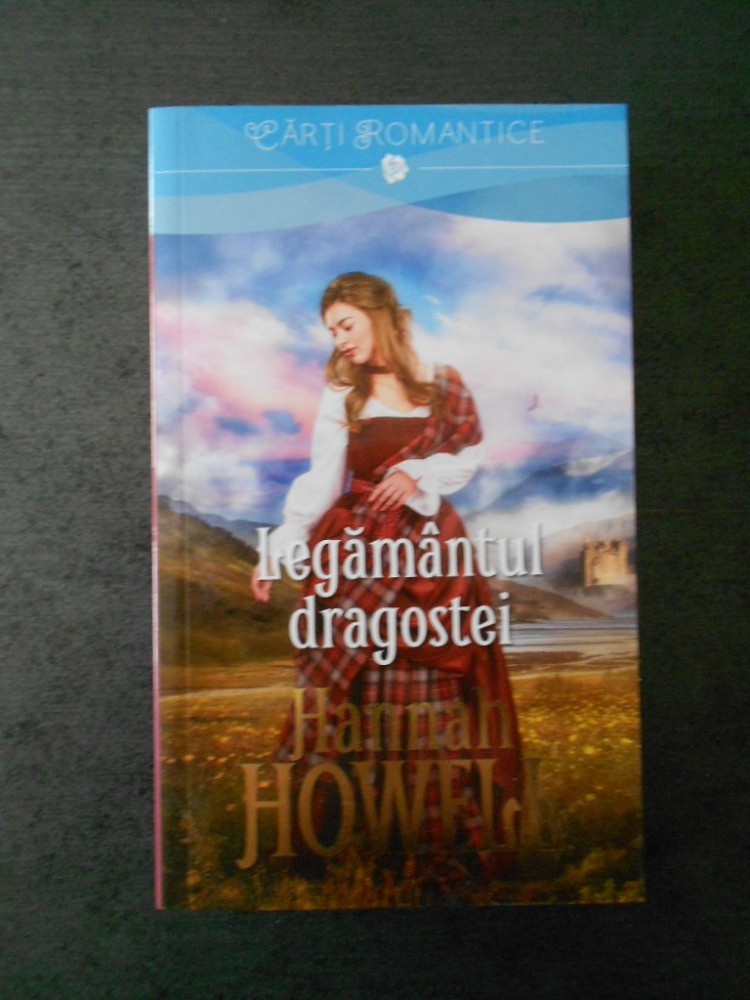 CĂRȚI ROMANTICE
Legământul
dragostei
Hannah
HOWELL